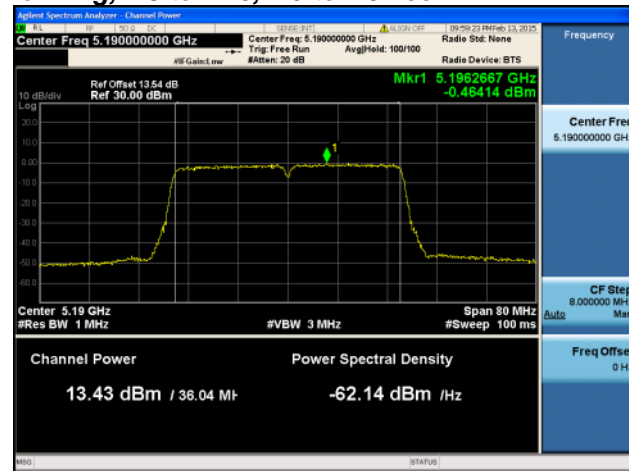 Agilent Spectrum Analyzer - Channel Power
RL RF 50 Ω DC SENSE:INT ALIGN OFF 09:59:23 PM Feb 13, 2015
Center Freq 5.190000000 GHz
Center Freq: 5.190000000 GHz
Radio Std: None
Trig: Free Run Avg|Hold: 100/100
#IFGain:Low #Atten: 20 dB Radio Device: BTS
Frequency
Mkr1 5.1962667 GHz
-0.46414 dBm
Ref Offset 13.54 dB
10 dB/div Ref 30.00 dBm
Log
20.0
10.0
0.00
-10.0
-20.0
-30.0
-40.0
-50.0
-60.0
1
Center Freq
5.190000000 GH
Center 5.19 GHz Span 80 MHz
#Res BW 1 MHz #VBW 3 MHz #Sweep 100 ms
CF Step
8.000000 MH
Auto Man
Channel Power Power Spectral Density
13.43 dBm / 36.04 MH -62.14 dBm /Hz
Freq Offse
0 H
MSG STATUS